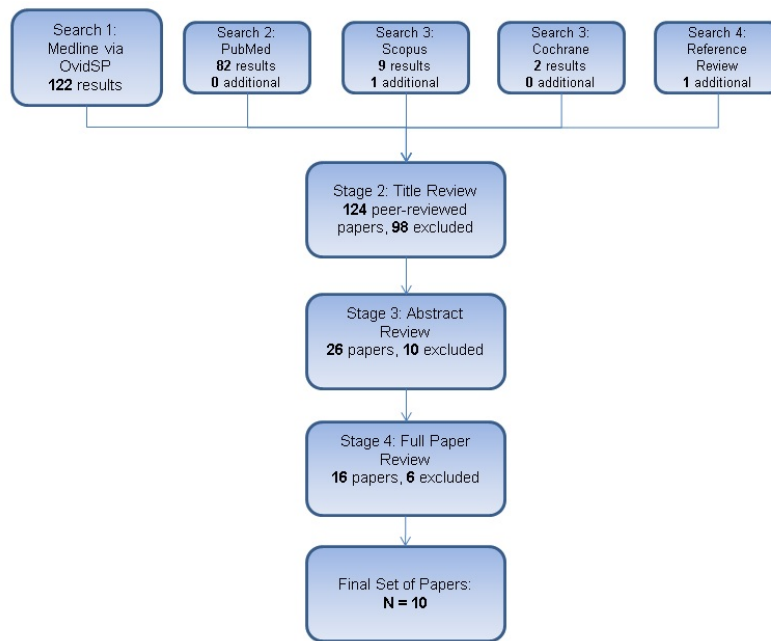 Search 1:
Medline via
OvidSP
122 results
Search 2:
PubMed
82 results
0 additional
Search 3:
Scopus
9 results
1 additional
Search 3:
Cochrane
2 results
0 additional
Search 4:
Reference
Review
1 additional
Stage 2: Title Review
124 peer-reviewed
papers, 98 excluded
Stage 3: Abstract
Review
26 papers, 10 excluded
Stage 4: Full Paper
Review
16 papers, 6 excluded
Final Set of Papers:
N = 10